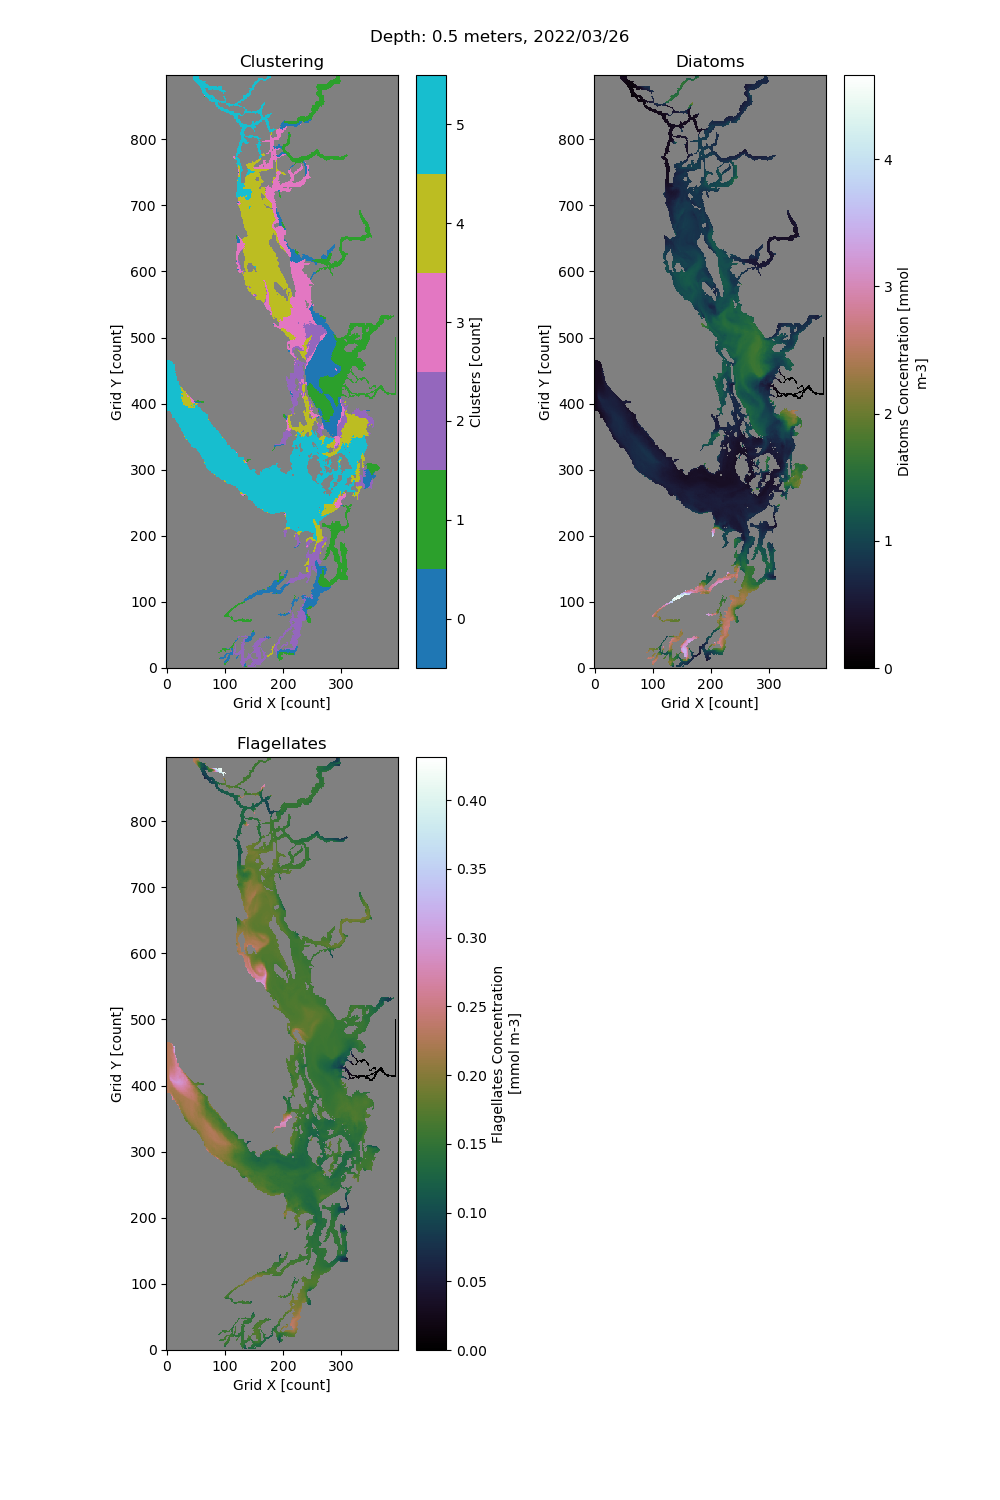 Depth: 0.5 meters, 2022/03/26
Clustering
800
700
600
500
400
300
200
100
0
0 100 200 300
Grid X [count]
Grid Y [count]
5
4
3
2
1
0
Clusters [count]
Diatoms
800
700
600
500
400
300
200
100
0
0 100 200 300
Grid X [count]
Grid Y [count]
4
3
2
1
0
Diatoms Concentration [mmol
m-3]
Flagellates
800
700
600
500
400
300
200
100
0
0 100 200 300
Grid X [count]
Grid Y [count]
0.40
0.35
0.30
0.25
0.20
0.15
0.10
0.05
0.00
Flagellates Concentration
[mmol m-3]